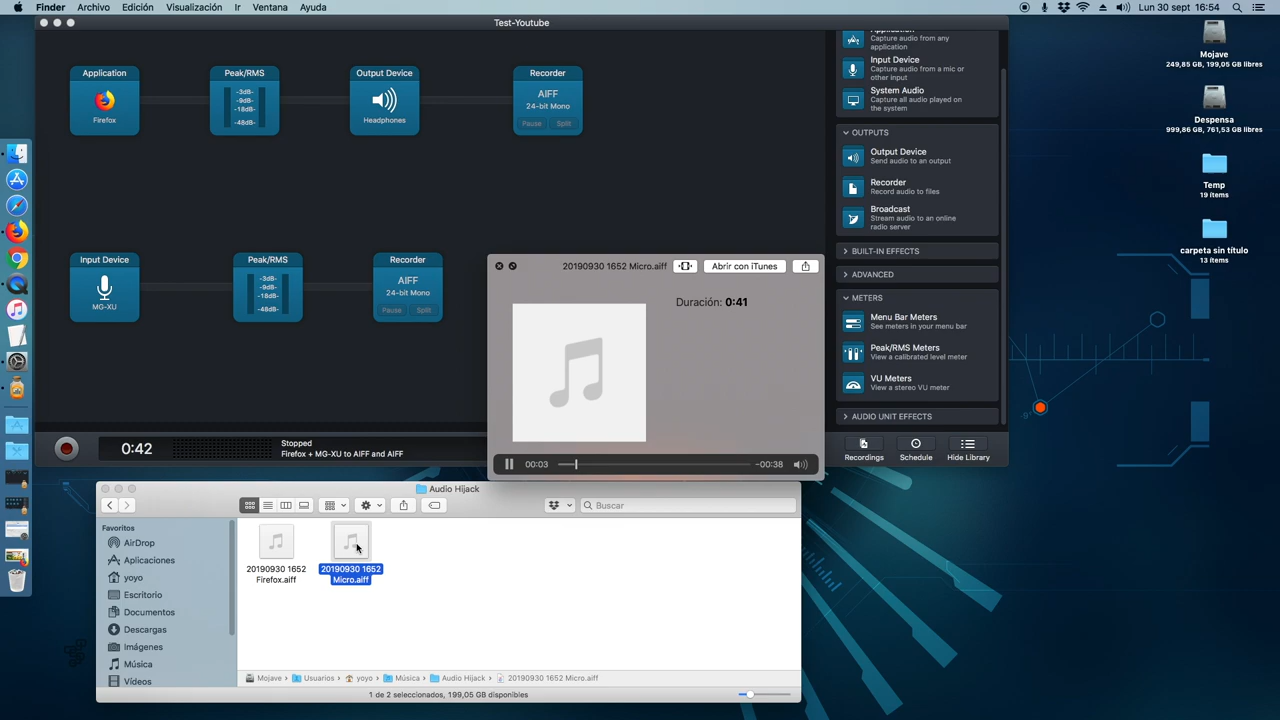 Finder Archivo Edición Visualización Ir Ventana Ayuda
Lun 30 sept 16:54
Test-Youtube
Application
Firefox
Peak/RMS
-3dB-
-9dB-
-18dB-
-48dB-
Output Device
Headphones
Recorder
AIFF
24-bit Mono
Pause Split
Input Device
MG-XU
Peak/RMS
-3dB-
-9dB-
-18dB-
-48dB-
Recorder
AIFF
24-bit Mono
Pause Split
0:42
Stopped
Firefox + MG-XU to AIFF and AIFF
Application
Capture audio from any
application
Input Device
Capture audio from a mic or
other input
System Audio
Capture all audio played on
the system
OUTPUTS
Output Device
Send audio to an output
Recorder
Record audio to files
Broadcast
Stream audio to an online
radio server
BUILT-IN EFFECTS
ADVANCED
METERS
Menu Bar Meters
See meters in your menu bar
Peak/RMS Meters
View a calibrated level meter
VU Meters
View a stereo VU meter
AUDIO UNIT EFFECTS
Recordings Schedule Hide Library
20190930 1652 Micro.aiff
Abrir con iTunes
Duración: 0:41
00:03
-00:38
Audio Hijack
Buscar
Favoritos
AirDrop
Aplicaciones
yoyo
Escritorio
Documentos
Descargas
Imágenes
Música
Vídeos
20190930 1652
Firefox.aiff
20190930 1652
Micro.aiff
Mojave › Usuarios › yoyo › Música › Audio Hijack › 20190930 1652 Micro.aiff
1 de 2 seleccionados, 199,05 GB disponibles
Mojave
249,85 GB, 199,05 GB libres
Despensa
999,86 GB, 761,53 GB libres
Temp
19 ítems
carpeta sin título
13 ítems